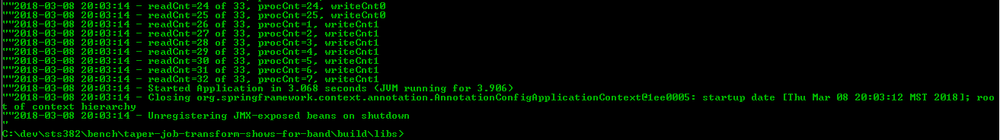 ""2018-03-08 20:03:14 - readCnt=24 of 33, procCnt=24, writeCnt0
""2018-03-08 20:03:14 - readCnt=25 of 33, procCnt=25, writeCnt0
""2018-03-08 20:03:14 - readCnt=26 of 33, procCnt=1, writeCnt1
""2018-03-08 20:03:14 - readCnt=27 of 33, procCnt=2, writeCnt1
""2018-03-08 20:03:14 - readCnt=28 of 33, procCnt=3, writeCnt1
""2018-03-08 20:03:14 - readCnt=29 of 33, procCnt=4, writeCnt1
""2018-03-08 20:03:14 - readCnt=30 of 33, procCnt=5, writeCnt1
""2018-03-08 20:03:14 - readCnt=31 of 33, procCnt=6, writeCnt1
""2018-03-08 20:03:14 - readCnt=32 of 33, procCnt=7, writeCnt1
""2018-03-08 20:03:14 - Started Application in 3.068 seconds (JVM running for 3.906)
""2018-03-08 20:03:14 - Closing org.springframework.context.annotation.AnnotationConfigApplicationContext@1ee0005: startup date [Thu Mar 08 20:03:12 MST 2018]; roo
t of context hierarchy
""2018-03-08 20:03:14 - Unregistering JMX-exposed beans on shutdown
"
C:\dev\sts382\bench\taper-job-transform-shows-for-band\build\libs>